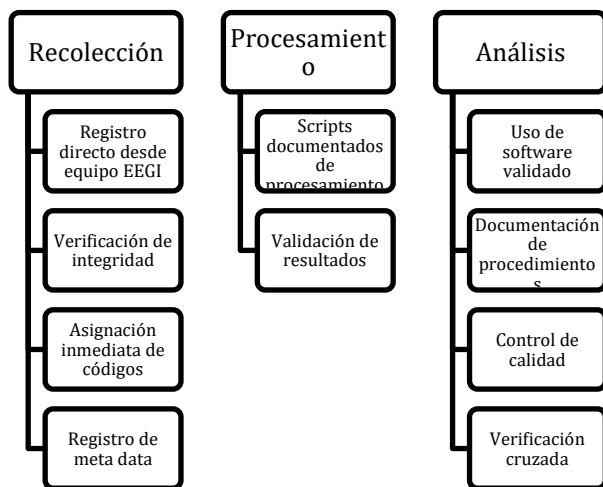 Recolección
Registro
directo desde
equipo EEGI
Verificación de
integridad
Asignación
inmediata de
códigos
Registro de
meta data
Procesamient
o
Scripts
documentados
de
procesamiento
Validación de
resultados
Análisis
Uso de
software
validado
Documentación
de
procedimiento
s
Control de
calidad
Verificación
cruzada